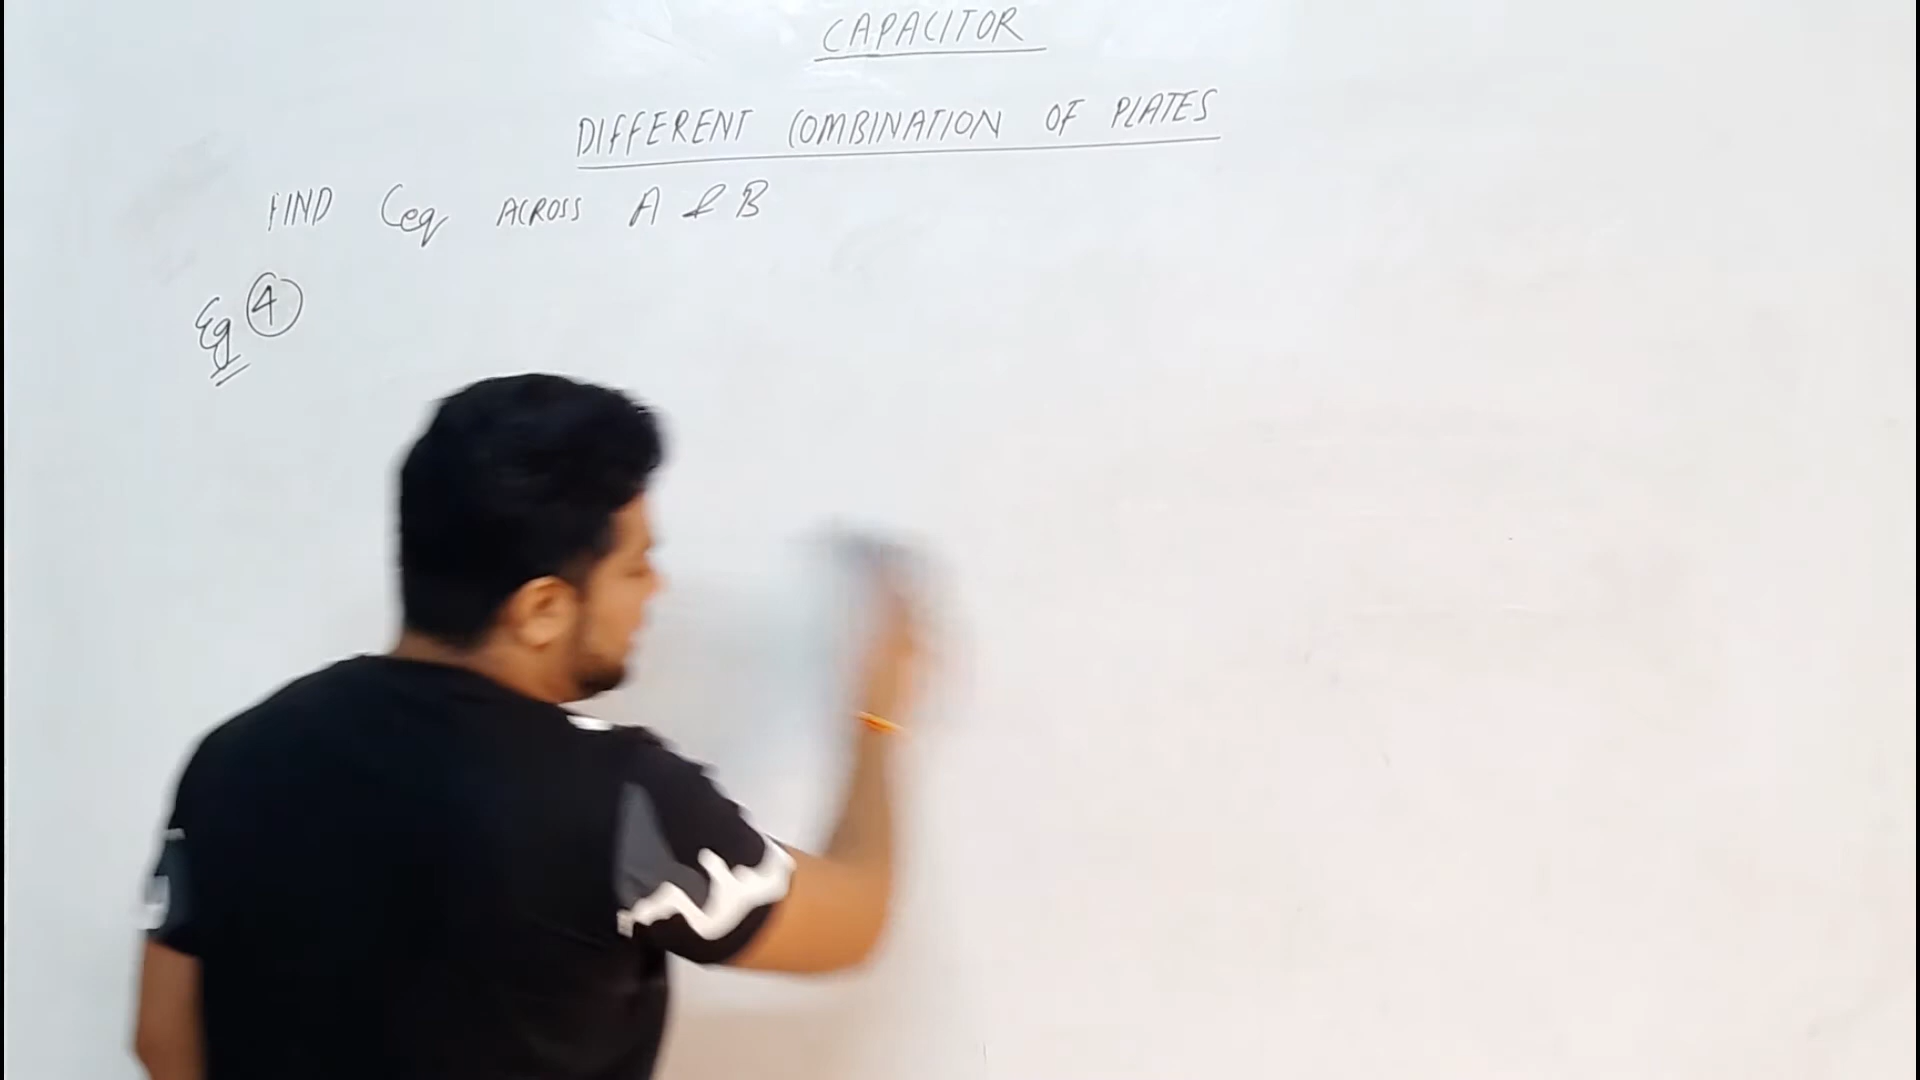 CAPACITOR
DIFFERENT COMBINATION OF PLATES
FIND Ceq ACROSS A & B
Eg 4